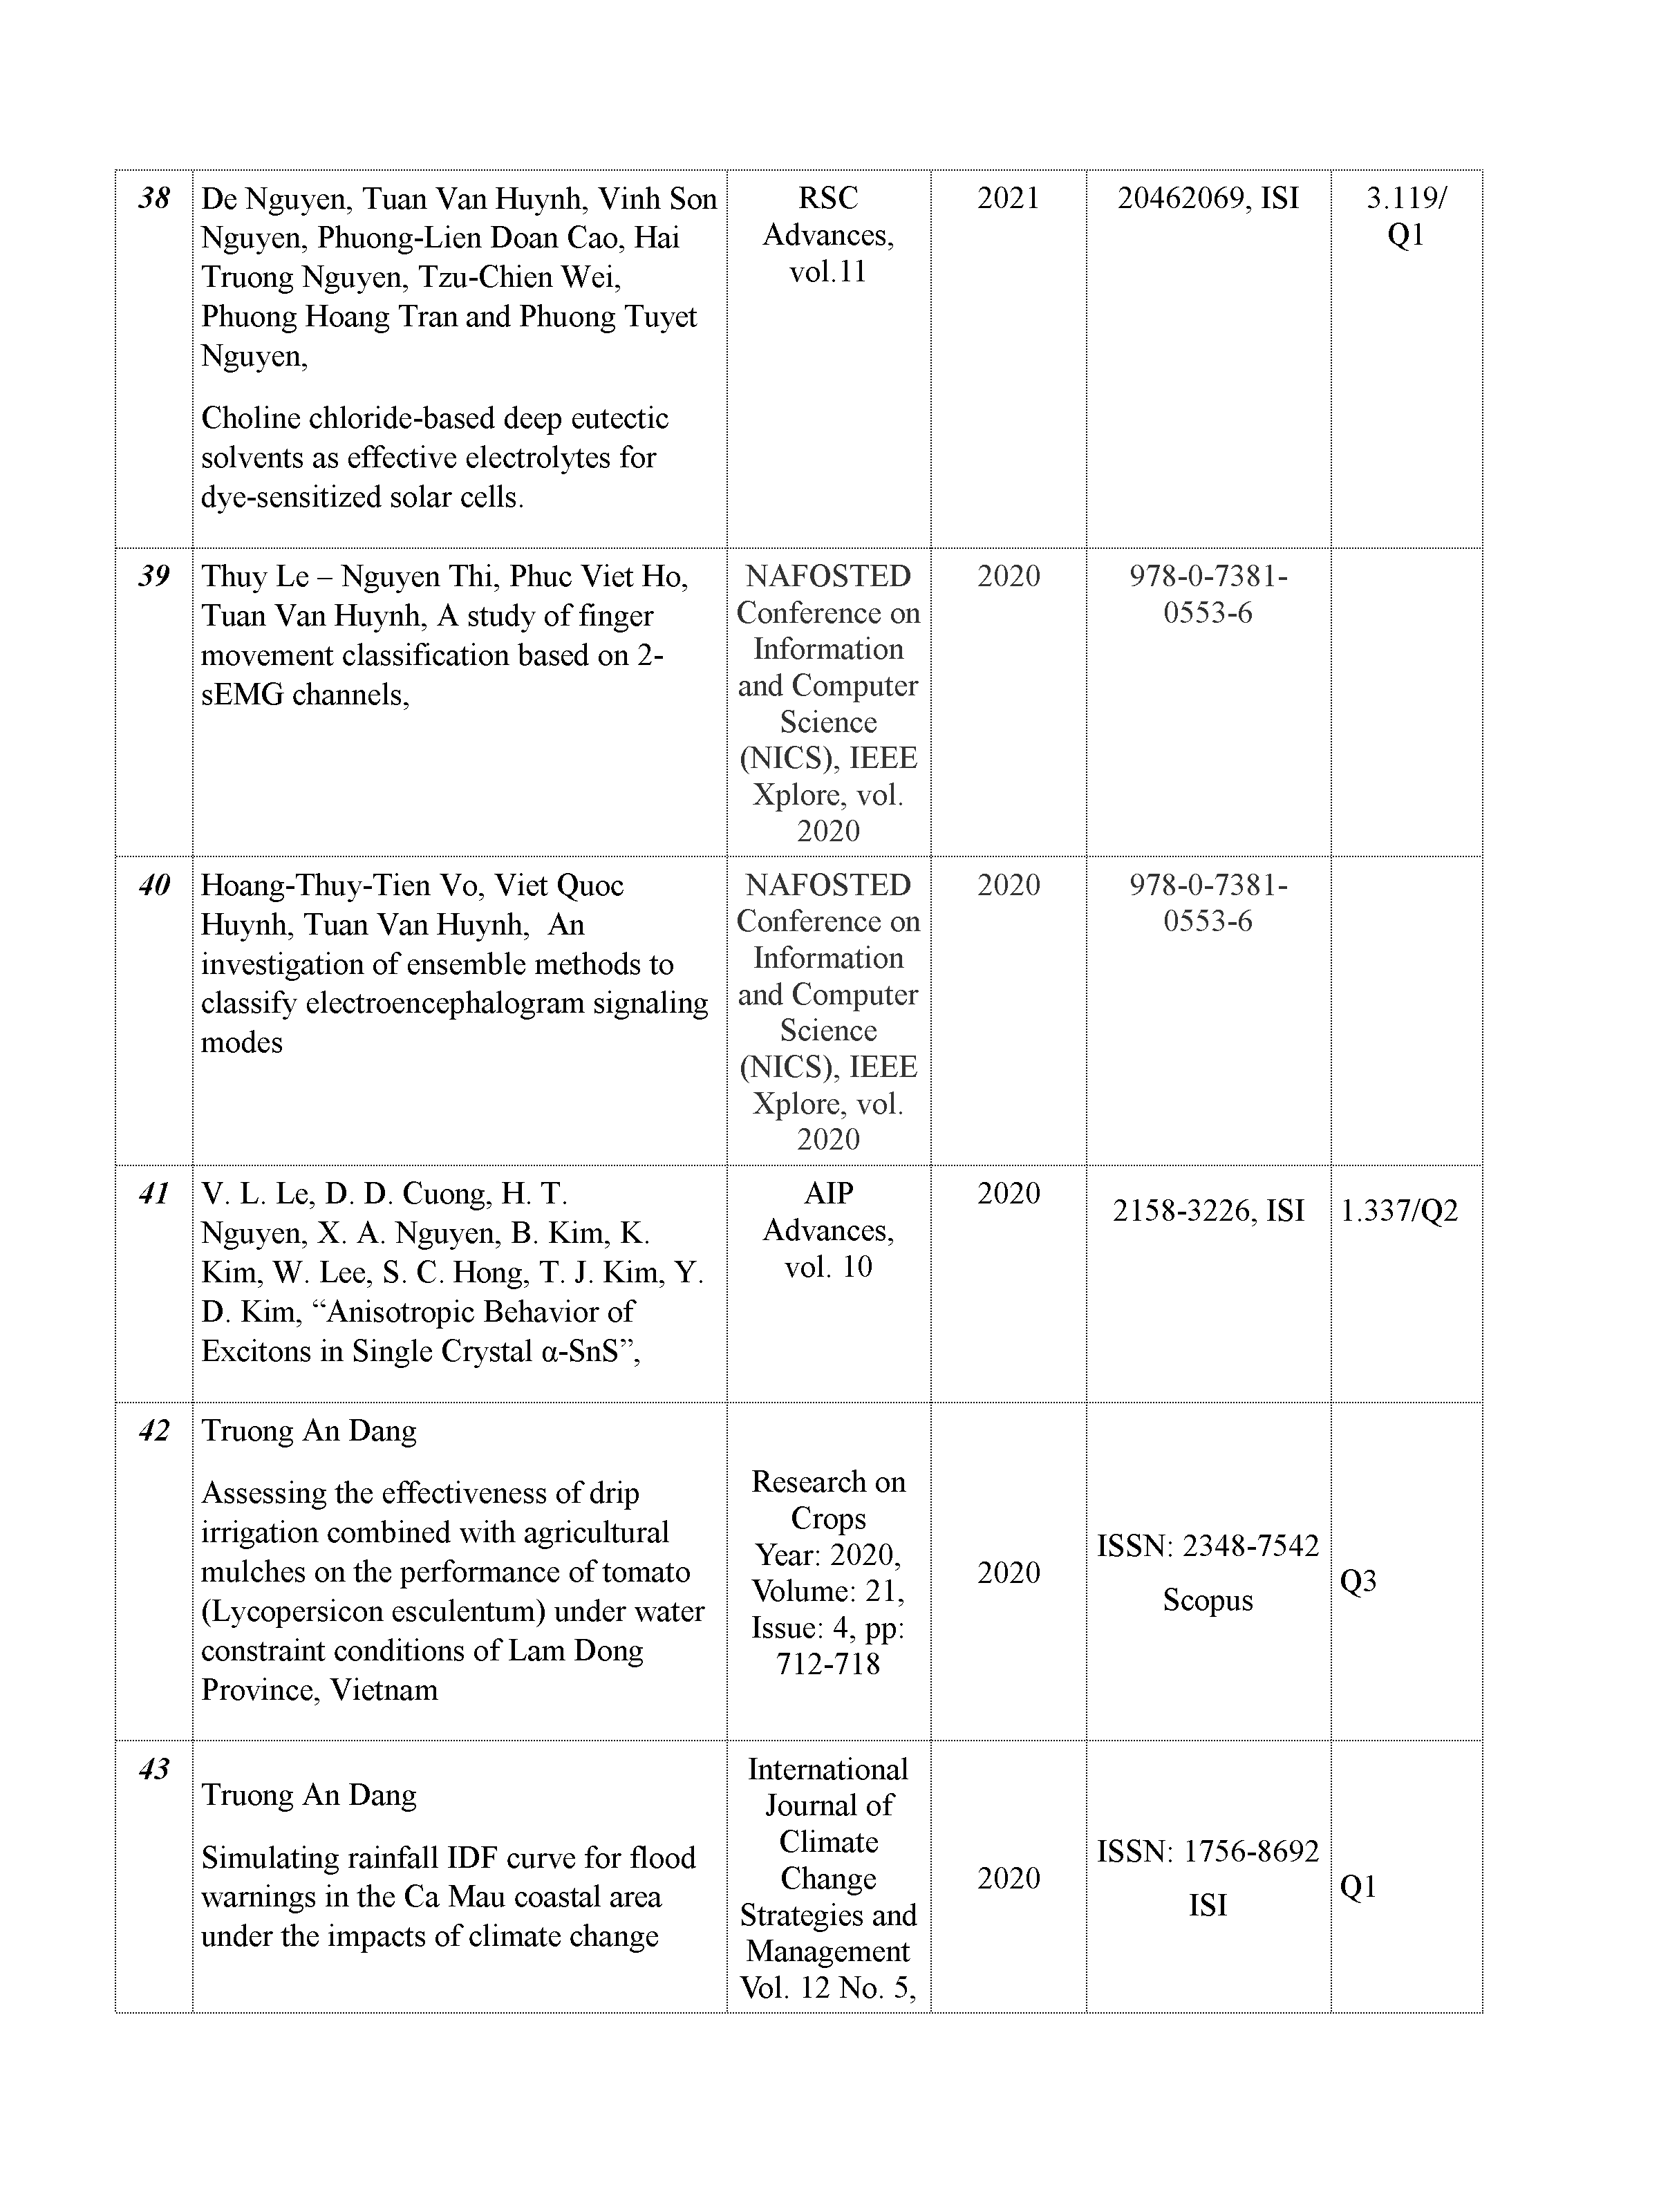 38
De Nguyen, Tuan Van Huynh, Vinh Son
Nguyen, Phuong-Lien Doan Cao, Hai
Truong Nguyen, Tzu-Chien Wei,
Phuong Hoang Tran and Phuong Tuyet
Nguyen,
Choline chloride-based deep eutectic
solvents as effective electrolytes for
dye-sensitized solar cells.
RSC
Advances,
vol.11
2021
20462069, ISI
3.119/
Q1
39
Thuy Le – Nguyen Thi, Phuc Viet Ho,
Tuan Van Huynh, A study of finger
movement classification based on 2-
sEMG channels,
NAFOSTED
Conference on
Information
and Computer
Science
(NICS), IEEE
Xplore, vol.
2020
2020
978-0-7381-
0553-6
40
Hoang-Thuy-Tien Vo, Viet Quoc
Huynh, Tuan Van Huynh,  An
investigation of ensemble methods to
classify electroencephalogram signaling
modes
NAFOSTED
Conference on
Information
and Computer
Science
(NICS), IEEE
Xplore, vol.
2020
2020
978-0-7381-
0553-6
41
V. L. Le, D. D. Cuong, H. T.
Nguyen, X. A. Nguyen, B. Kim, K.
Kim, W. Lee, S. C. Hong, T. J. Kim, Y.
D. Kim, “Anisotropic Behavior of
Excitons in Single Crystal α-SnS”,
AIP
Advances,
vol. 10
2020
2158-3226, ISI
1.337/Q2
42
Truong An Dang
Assessing the effectiveness of drip
irrigation combined with agricultural
mulches on the performance of tomato
(Lycopersicon esculentum) under water
constraint conditions of Lam Dong
Province, Vietnam
Research on
Crops
Year: 2020,
Volume: 21,
Issue: 4, pp:
712-718
2020
ISSN: 2348-7542
Scopus
Q3
43
Truong An Dang
Simulating rainfall IDF curve for flood
warnings in the Ca Mau coastal area
under the impacts of climate change
International
Journal of
Climate
Change
Strategies and
Management
Vol. 12 No. 5,
2020
ISSN: 1756-8692
ISI
Q1